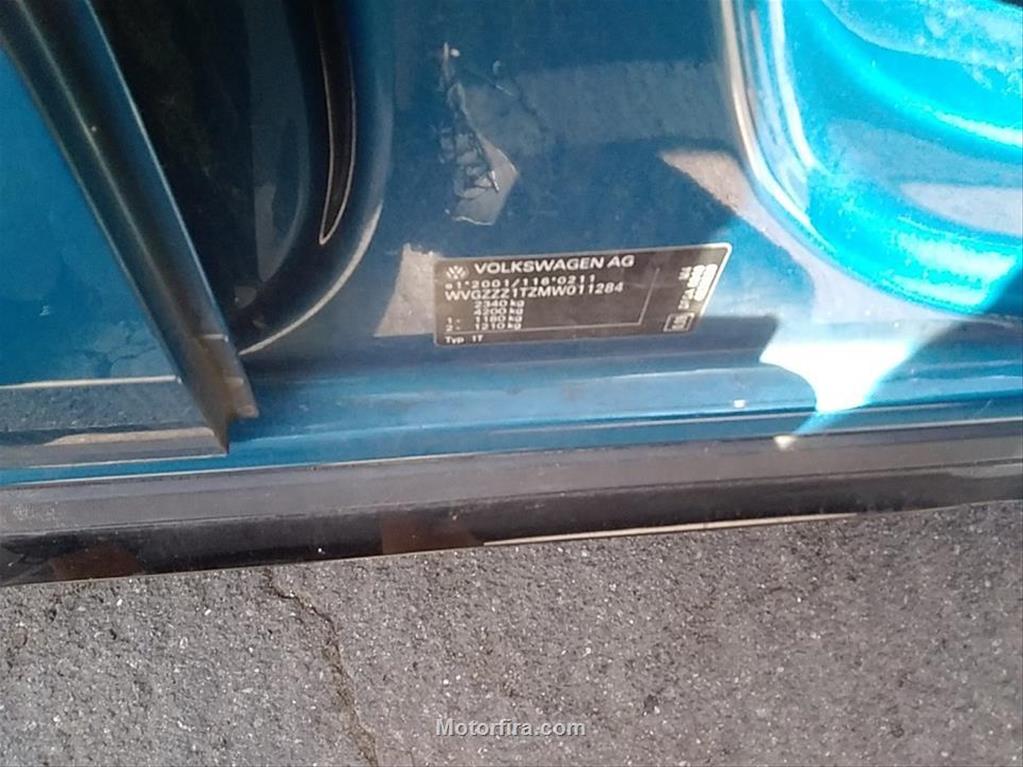 VOLKSWAGEN AG
e1*2001/116*0211
WVGZZZ1TZMW011284
2340 kg
4200 kg
1 - 1180 kg
2 - 1210 kg
Typ 1T
Motorfira.com